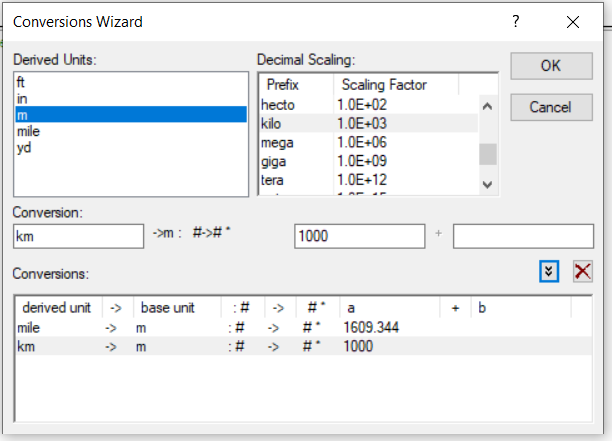 Conversions Wizard ?
Derived Units: Decimal Scaling:
ft
in
m
mile
yd
Prefix Scaling Factor
hecto 1.0E+02
kilo 1.0E+03
mega 1.0E+06
giga 1.0E+09
tera 1.0E+12
OK
Cancel
Conversion:
km ->m : #->#* 1000 +
Conversions:
derived unit -> base unit : # -> # * a + b
mile -> m : # -> # * 1609.344
km -> m : # -> # * 1000